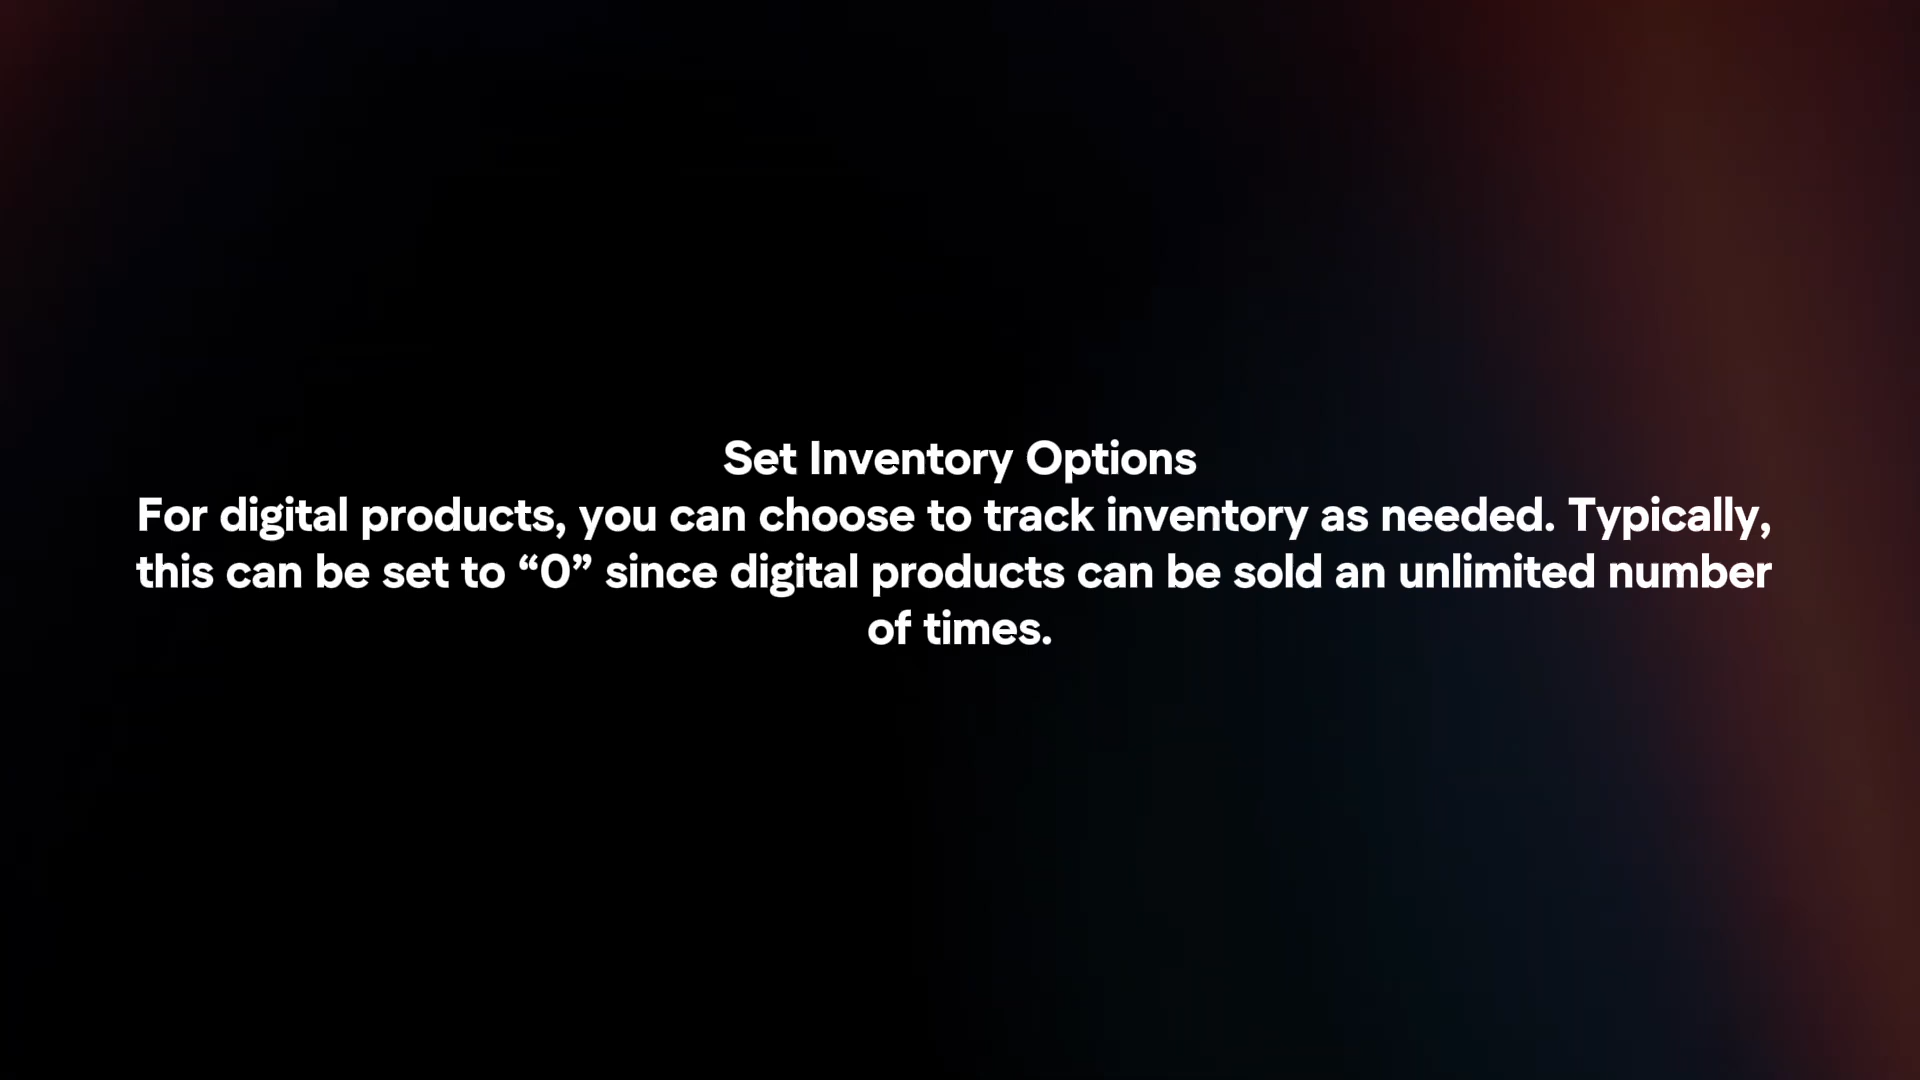 Set Inventory Options
For digital products, you can choose to track inventory as needed. Typically,
this can be set to “0” since digital products can be sold an unlimited number
of times.